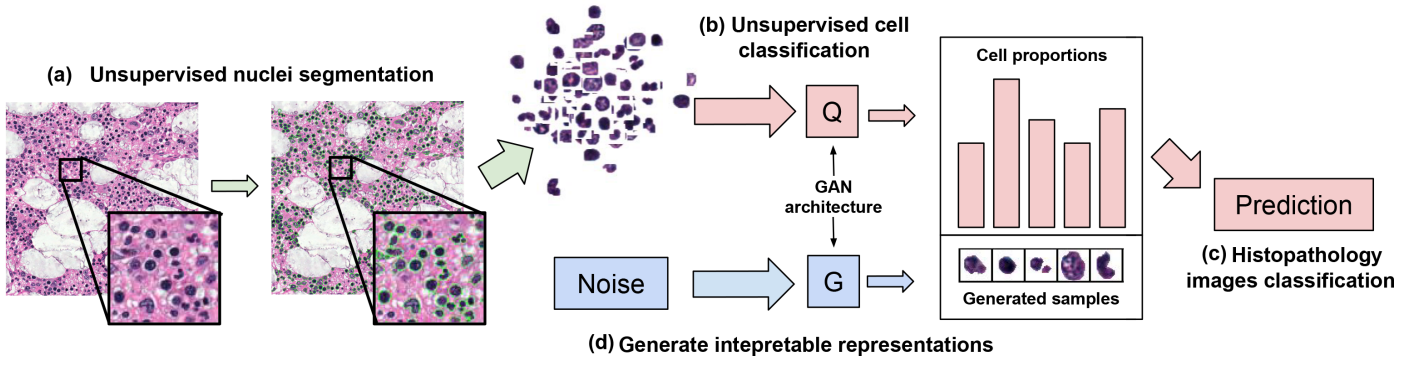 (a) Unsupervised nuclei segmentation
(b) Unsupervised cell
classification
Q
GAN
architecture
Noise
G
(d) Generate intepretable representations
Cell proportions
Generated samples
Prediction
(c) Histopathology
images classification